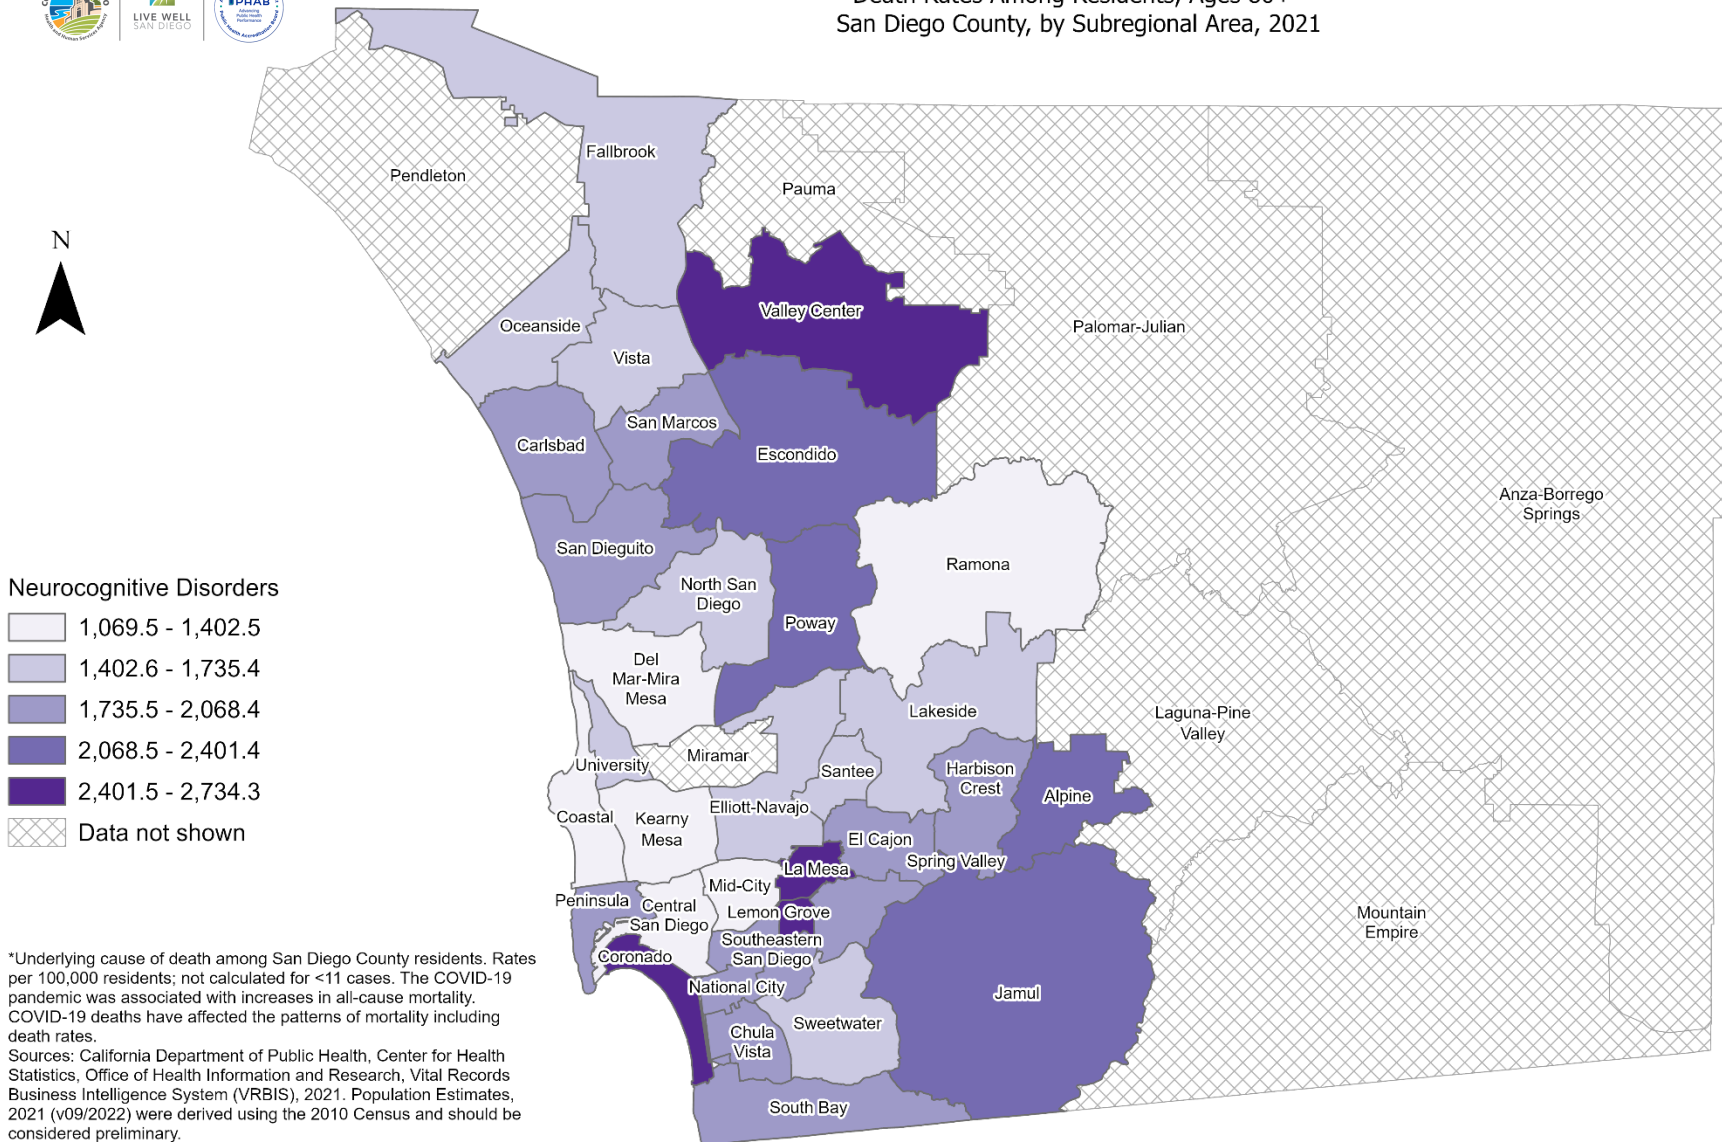 PHAB
Advancing
Public Health
Performance
LIVE WELL
SAN DIEGO
San Diego County, by Subregional Area, 2021
Fallbrook
Pendleton
Pauma
N
Valley Center
Oceanside
Palomar-Julian
Vista
San Marcos
Carlsbad
Escondido
Anza-Borrego
Springs
San Dieguito
Ramona
North San
Diego
Poway
Neurocognitive Disorders
1,069.5 - 1,402.5
1,402.6 - 1,735.4
1,735.5 - 2,068.4
2,068.5 - 2,401.4
2,401.5 - 2,734.3
Data not shown
Del
Mar-Mira
Mesa
Lakeside
Laguna-Pine
Valley
Miramar
University
Santee
Harbison
Crest
Alpine
Elliott-Navajo
Coastal
Kearny
Mesa
El Cajon
Spring Valley
La Mesa
Mid-City
Peninsula
Central
San Diego
Lemon Grove
Mountain
Empire
Southeastern
San Diego
Coronado
National City
Jamul
Sweetwater
Chula
Vista
South Bay
*Underlying cause of death among San Diego County residents. Rates
per 100,000 residents; not calculated for <11 cases. The COVID-19
pandemic was associated with increases in all-cause mortality.
COVID-19 deaths have affected the patterns of mortality including
death rates.
Sources: California Department of Public Health, Center for Health
Statistics, Office of Health Information and Research, Vital Records
Business Intelligence System (VRBIS), 2021. Population Estimates,
2021 (v09/2022) were derived using the 2010 Census and should be
considered preliminary.